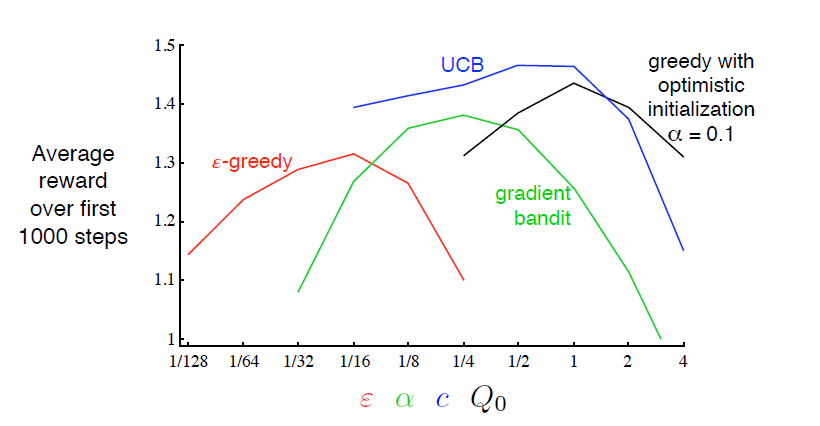 Average
reward
over first
1000 steps
1.5
1.4
1.3
1.2
1.1
1
ε-greedy
UCB
gradient
bandit
greedy with
optimistic
initialization
α = 0.1
1/128 1/64 1/32 1/16 1/8 1/4 1/2 1 2 4
ε α c Q₀